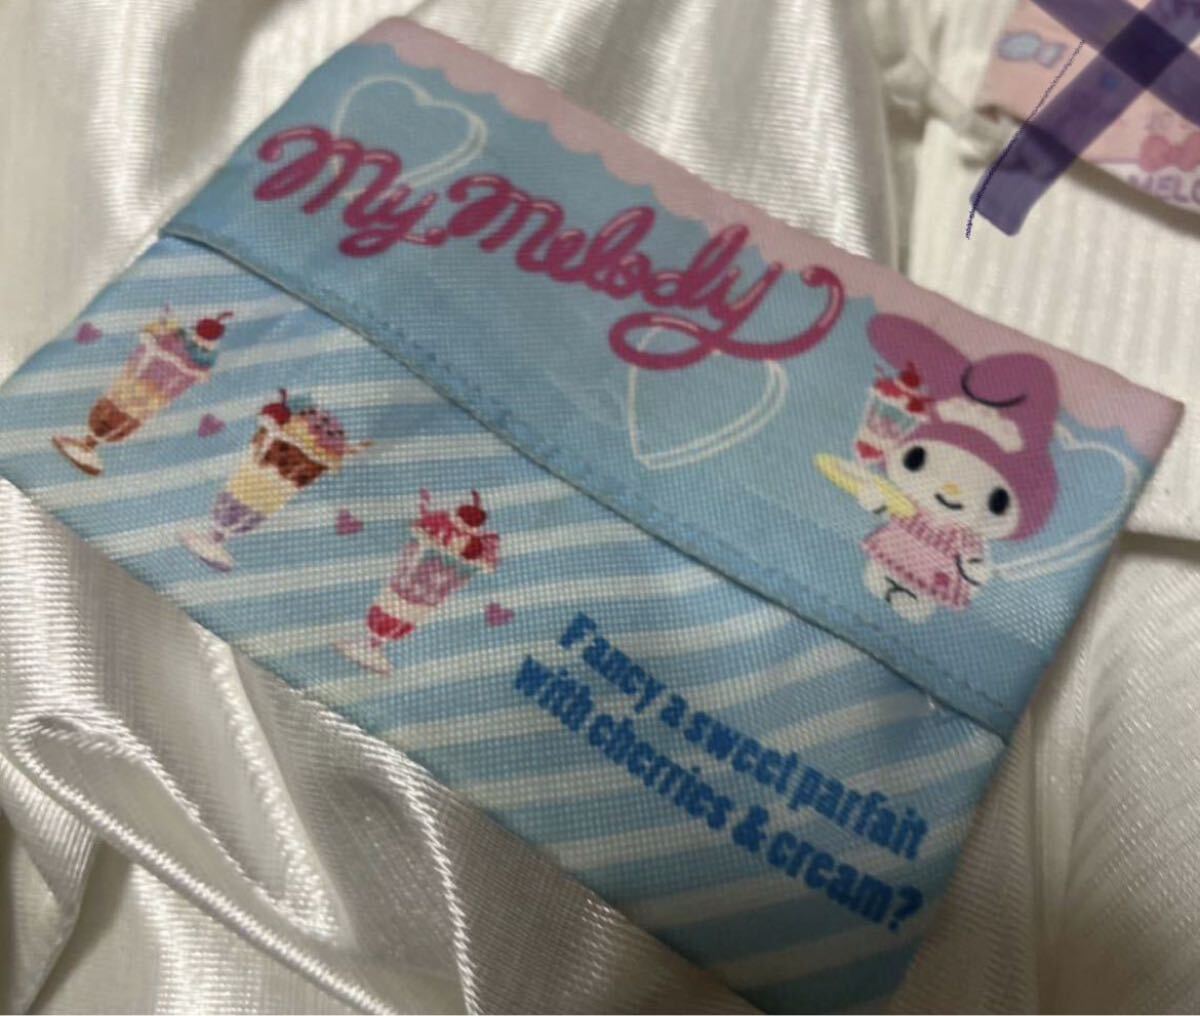 My Melody
Fancy a sweet parfait
with cherries & cream?